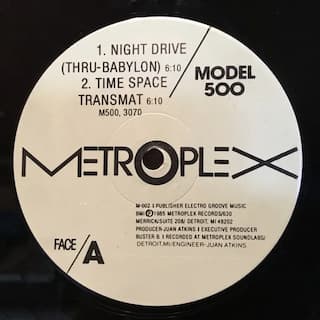 1. NIGHT DRIVE
(THRU-BABYLON) 6:10
2. TIME SPACE
TRANSMAT 6:10
M500, 3070
MODEL
500
METROPLEX
FACE/A
M-002 PUBLISHER ELECTRO GROOVE MUSIC
BMI ℗ 1985 METROPLEX RECORDS/630
MERRICK/SUITE 208/ DETROIT, MI 48202
PRODUCER-JUAN ATKINS | EXECUTIVE PRODUCER
BUSTER B. | RECORDED AT METROPLEX SOUNDLABS/
DETROIT.MI/ENGINEER-JUAN ATKINS